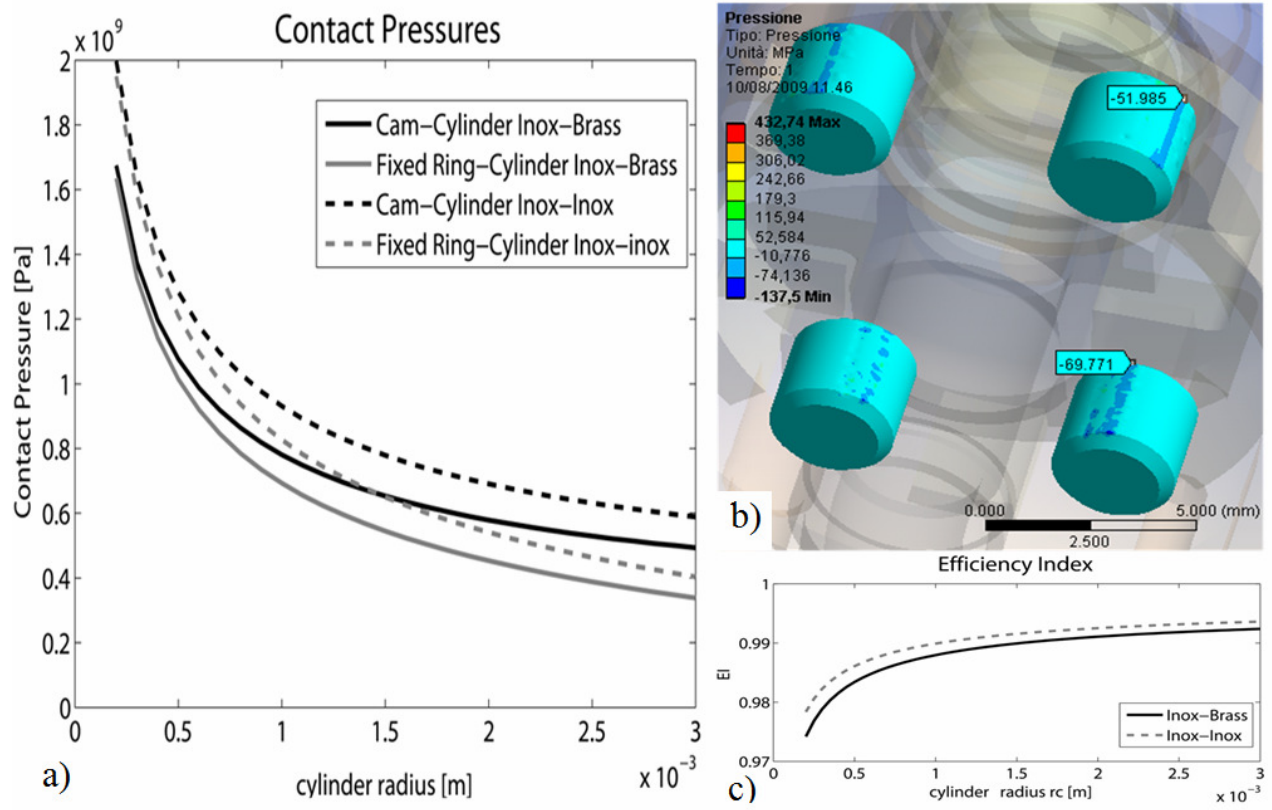 Contact Pressures
x 10^9
2
1.8
1.6
1.4
1.2
1
0.8
0.6
0.4
0.2
0
Contact Pressure [Pa]
Cam–Cylinder Inox–Brass
Fixed Ring–Cylinder Inox–Brass
Cam–Cylinder Inox–Inox
Fixed Ring–Cylinder Inox–inox
0 0.5 1 1.5 2 2.5 3
cylinder radius [m]
x 10^-3
a)
Pressione
Tipo: Pressione
Unità: MPa
Tempo: 1
10/08/2009 11.46
432,74 Max
369,38
306,02
242,66
179,3
115,94
52,584
-10,776
-74,136
-137,5 Min
-51.985
-69.771
0.000 5.000 (mm)
2.500
b)
Efficiency Index
1
0.99
0.98
0.97
EI
Inox–Brass
Inox–Inox
0 0.5 1 1.5 2 2.5 3
cylinder radius rc [m]
x 10^-3
c)